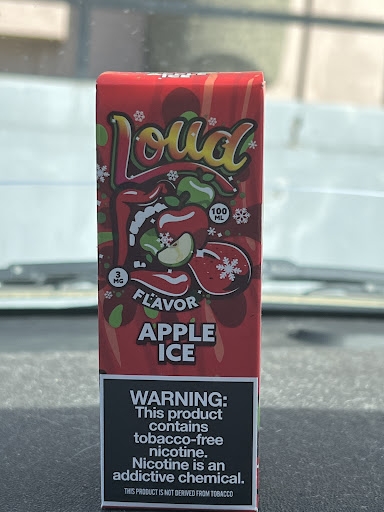 Loud
100
ML
3
MG
FLAVOR
APPLE
ICE
WARNING:
This product
contains
tobacco-free
nicotine.
Nicotine is an
addictive chemical.
THIS PRODUCT IS NOT DERIVED FROM TOBACCO